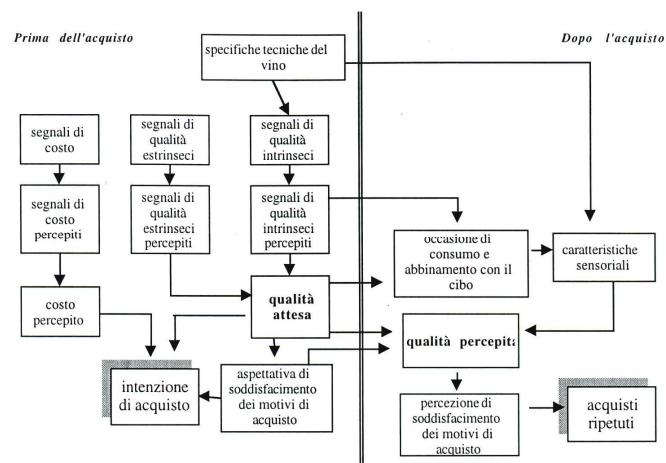 Prima dell'acquisto
Dopo l'acquisto
specifiche tecniche del
vino
segnali di
costo
segnali di
qualità
estrinseci
segnali di
qualità
intrinseci
segnali di
costo
percepiti
segnali di
qualità
estrinseci
percepiti
segnali di
qualità
intrinseci
percepiti
occasione di
consumo e
abbinamento con il
cibo
caratteristiche
sensoriali
costo
percepito
qualità
attesa
qualità percepita
intenzione
di acquisto
aspettativa di
soddisfacimento
dei motivi di
acquisto
percezione di
soddisfacimento
dei motivi di
acquisto
acquisti
ripetuti